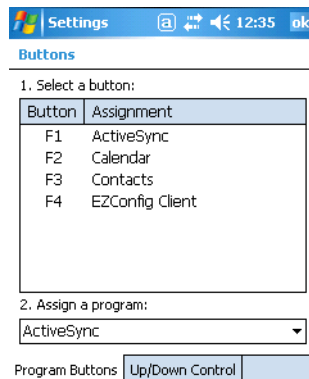 Settings a 12:35 ok
Buttons
1. Select a button:
Button Assignment
F1 ActiveSync
F2 Calendar
F3 Contacts
F4 EZConfig Client
2. Assign a program:
ActiveSync
Program Buttons Up/Down Control